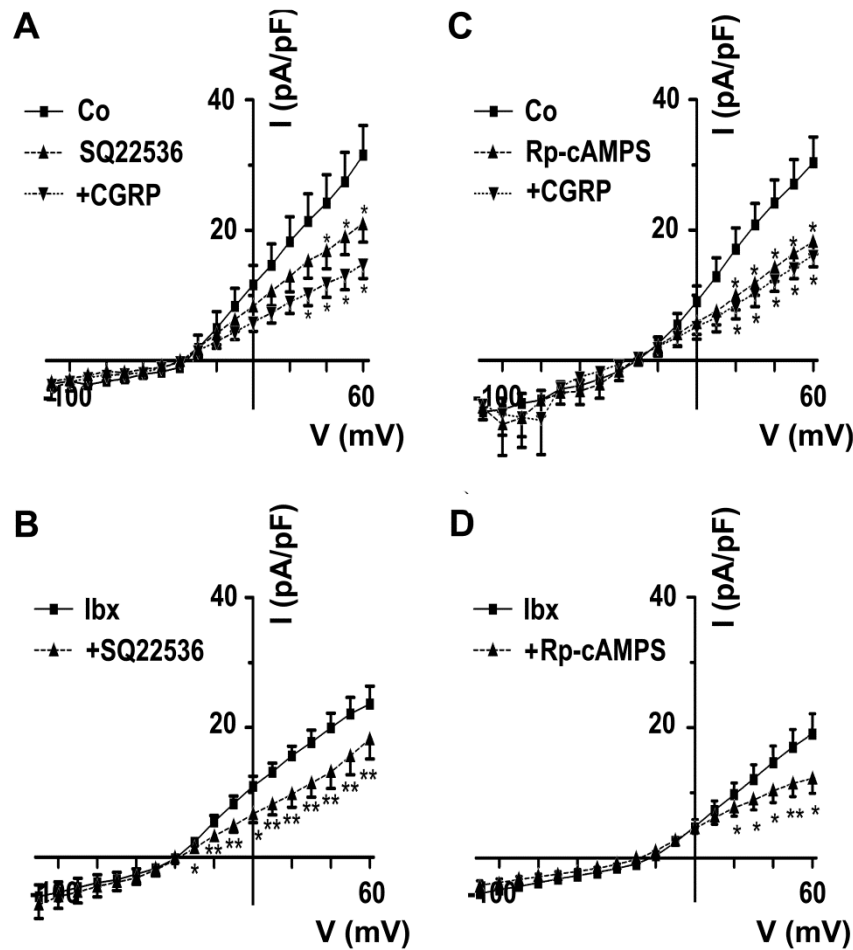 A
I (pA/pF)
40
Co
SQ22536
+CGRP
20
*
*
*
*
*
*
*
-100
60
V (mV)
C
I (pA/pF)
40
Co
Rp-cAMPS
+CGRP
20
*
*
*
*
*
*
*
*
*
*
-100
60
V (mV)
B
I (pA/pF)
40
Ibx
+SQ22536
20
*
**
**
*
**
**
**
**
**
**
-100
60
V (mV)
D
I (pA/pF)
40
Ibx
+Rp-cAMPS
20
*
*
*
**
*
-100
60
V (mV)